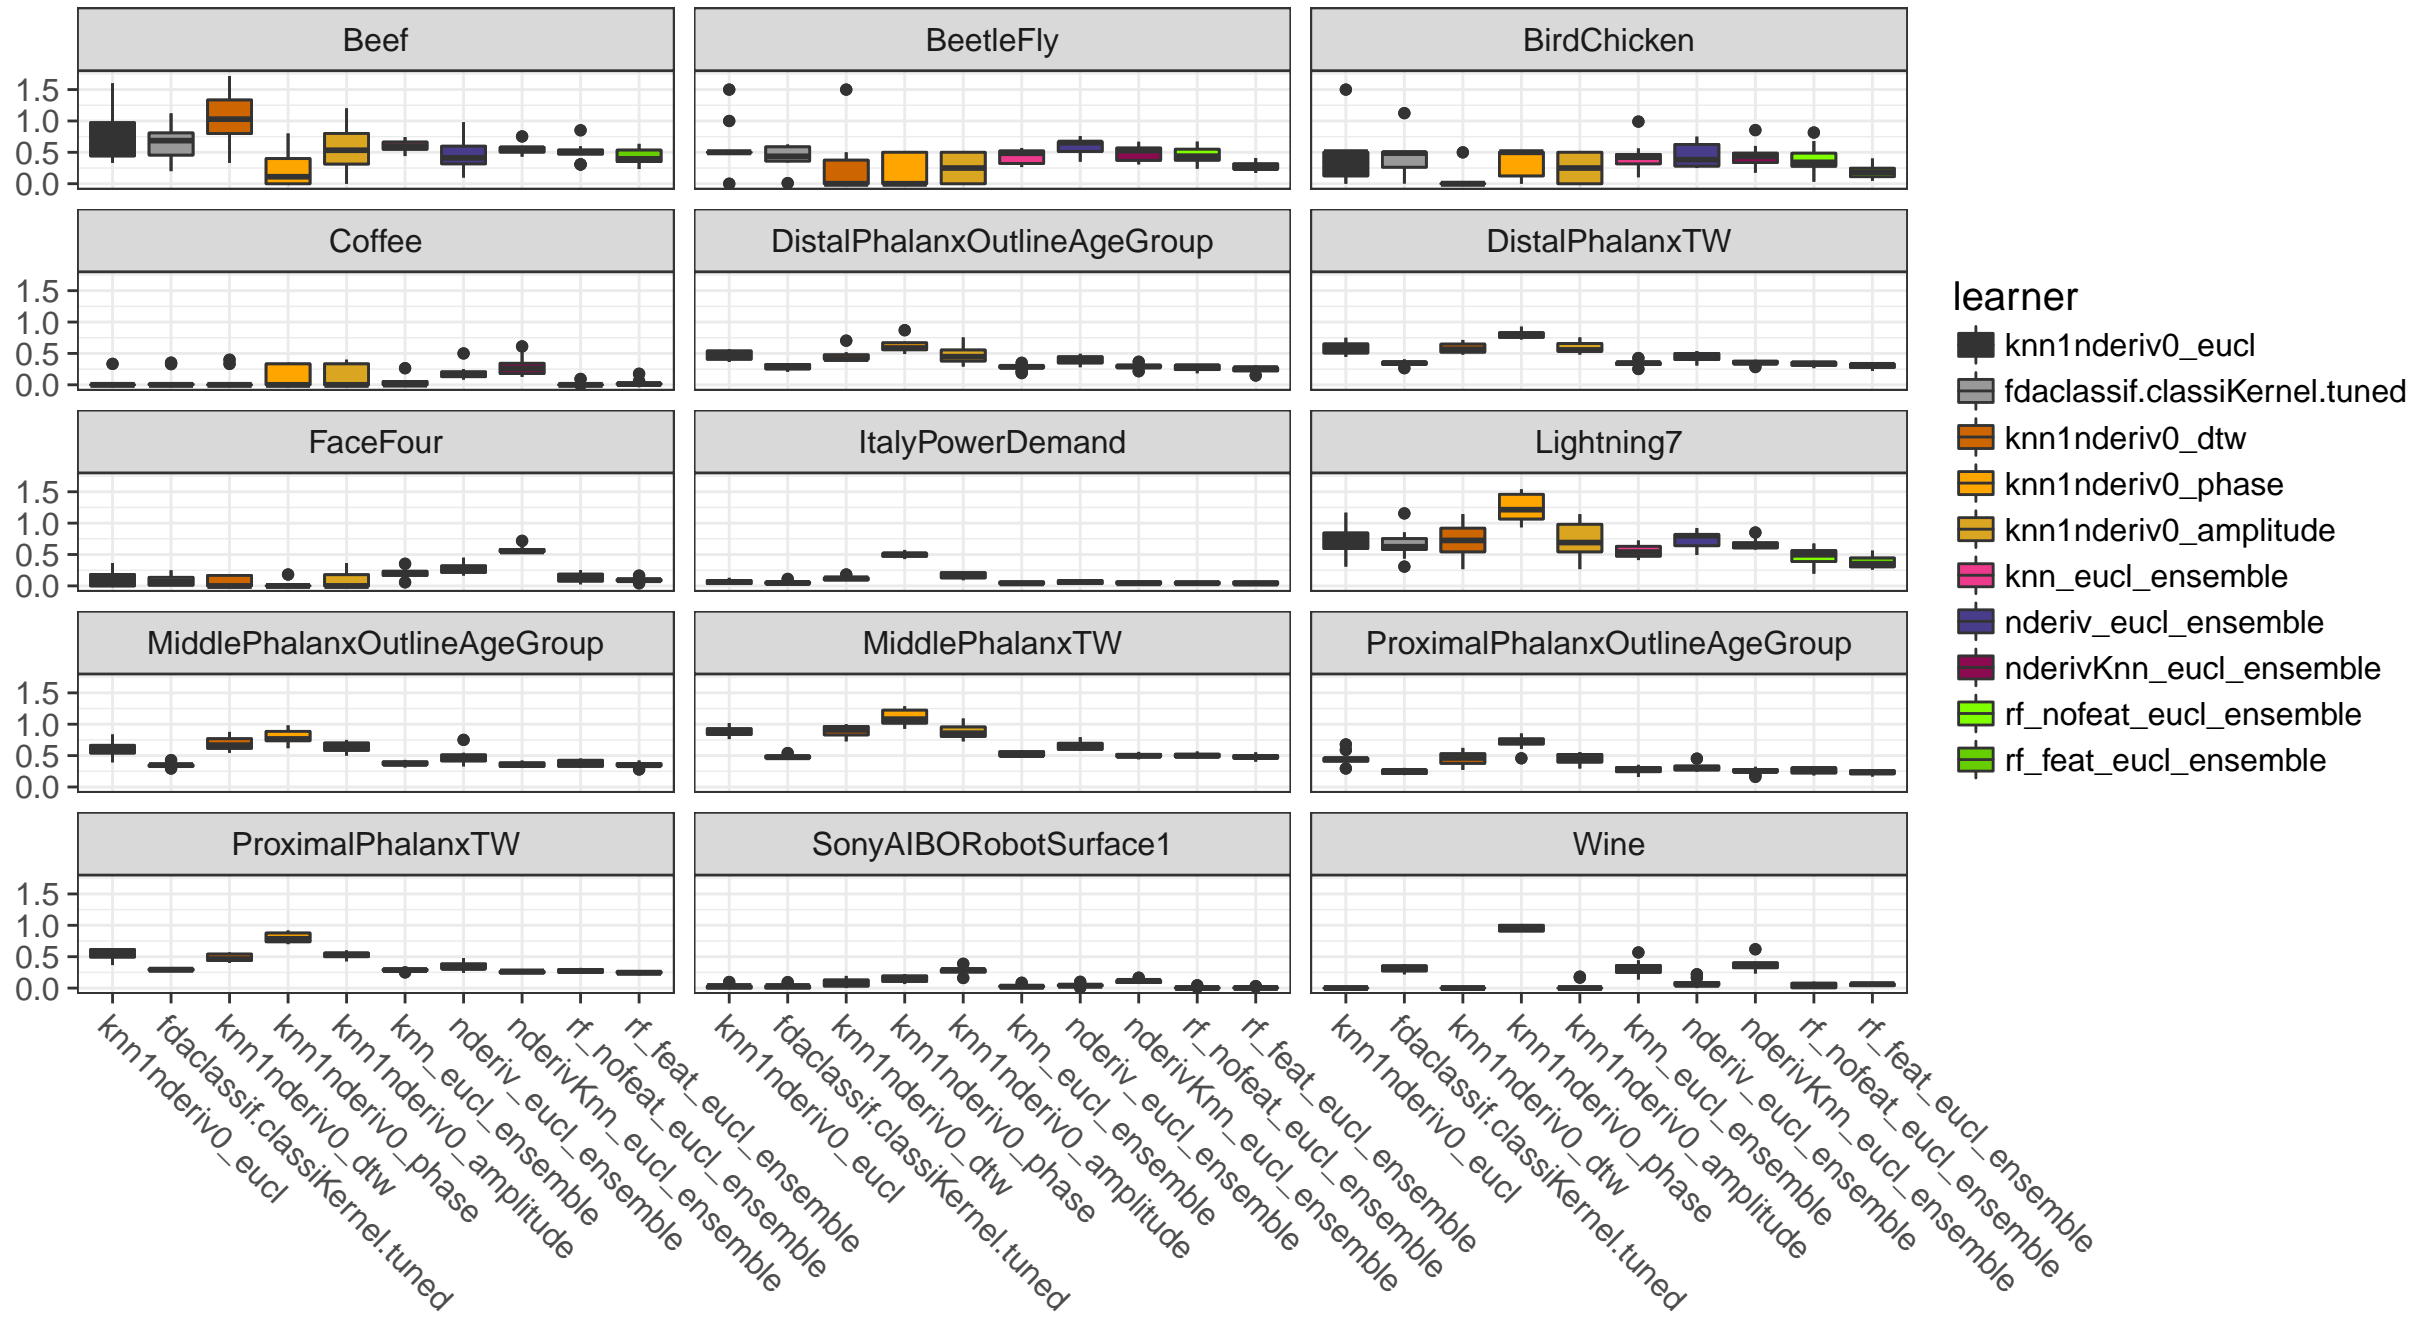 Beef BeetleFly BirdChicken
1.5
1.0
0.5
0.0
Coffee DistalPhalanxOutlineAgeGroup DistalPhalanxTW
1.5
1.0
0.5
0.0
FaceFour ItalyPowerDemand Lightning7
1.5
1.0
0.5
0.0
MiddlePhalanxOutlineAgeGroup MiddlePhalanxTW ProximalPhalanxOutlineAgeGroup
1.5
1.0
0.5
0.0
ProximalPhalanxTW SonyAIBORobotSurface1 Wine
1.5
1.0
0.5
0.0
knn1nderiv0_eucl
fdaclassif.classiKernel.tuned
knn1nderiv0_dtw
knn1nderiv0_phase
knn1nderiv0_amplitude
knn_eucl_ensemble
nderiv_eucl_ensemble
nderivKnn_eucl_ensemble
rf_nofeat_eucl_ensemble
rf_feat_eucl_ensemble
knn1nderiv0_eucl
fdaclassif.classiKernel.tuned
knn1nderiv0_dtw
knn1nderiv0_phase
knn1nderiv0_amplitude
knn_eucl_ensemble
nderiv_eucl_ensemble
nderivKnn_eucl_ensemble
rf_nofeat_eucl_ensemble
rf_feat_eucl_ensemble
knn1nderiv0_eucl
fdaclassif.classiKernel.tuned
knn1nderiv0_dtw
knn1nderiv0_phase
knn1nderiv0_amplitude
knn_eucl_ensemble
nderiv_eucl_ensemble
nderivKnn_eucl_ensemble
rf_nofeat_eucl_ensemble
rf_feat_eucl_ensemble
learner
knn1nderiv0_eucl
fdaclassif.classiKernel.tuned
knn1nderiv0_dtw
knn1nderiv0_phase
knn1nderiv0_amplitude
knn_eucl_ensemble
nderiv_eucl_ensemble
nderivKnn_eucl_ensemble
rf_nofeat_eucl_ensemble
rf_feat_eucl_ensemble